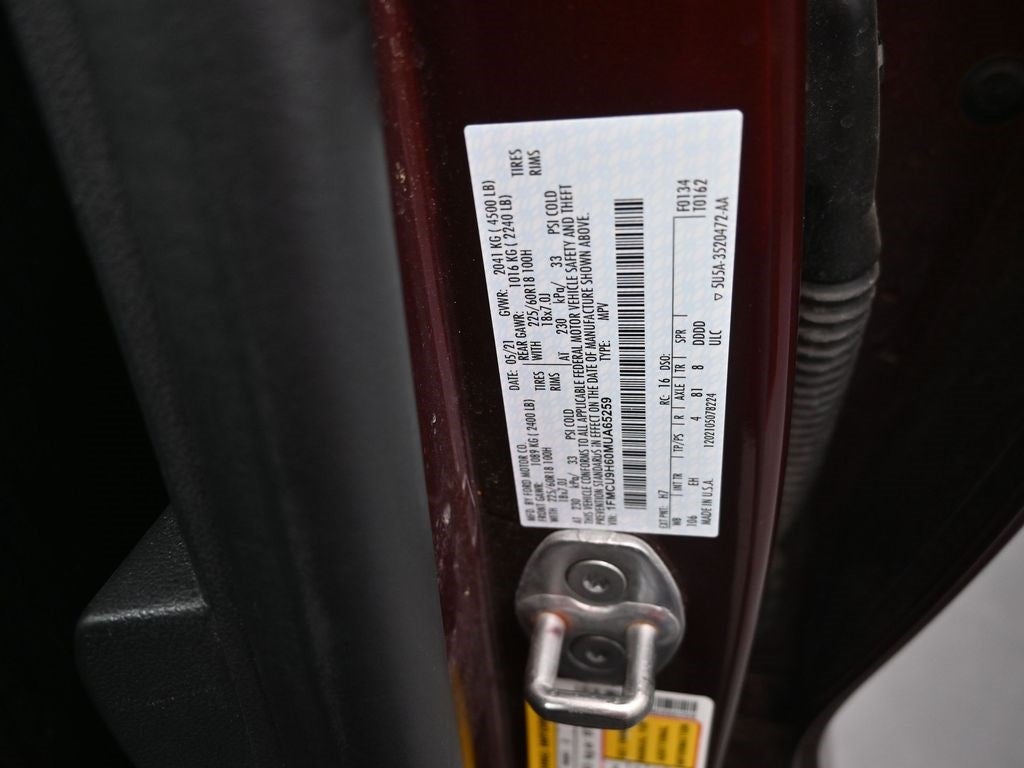 MFD. BY FORD MOTOR CO. DATE: 05/21 GVWR: 2041 KG ( 4500 LB)
FRONT GAWR: 1089 KG ( 2400 LB) REAR GAWR: 1016 KG ( 2240 LB)
WITH 225/60R18 100H TIRES WITH 225/60R18 100H TIRES
18x7.0J RIMS 18x7.0J RIMS
AT 230 kPa/ 33 PSI COLD AT 230 kPa/ 33 PSI COLD
THIS VEHICLE CONFORMS TO ALL APPLICABLE FEDERAL MOTOR VEHICLE SAFETY AND THEFT
PREVENTION STANDARDS IN EFFECT ON THE DATE OF MANUFACTURE SHOWN ABOVE.
VIN: 1FMCU9H60MUA65259 TYPE: MPV
EXT PNT: H7 RC: 16 DSO: F0134
WB INT TR TP/PS R AXLE TR SPR T0162
106 EH 4 81 8 DDDD
MADE IN U.S.A. 120210507822​4 ULC ▽ 5U5A-3520472-AA